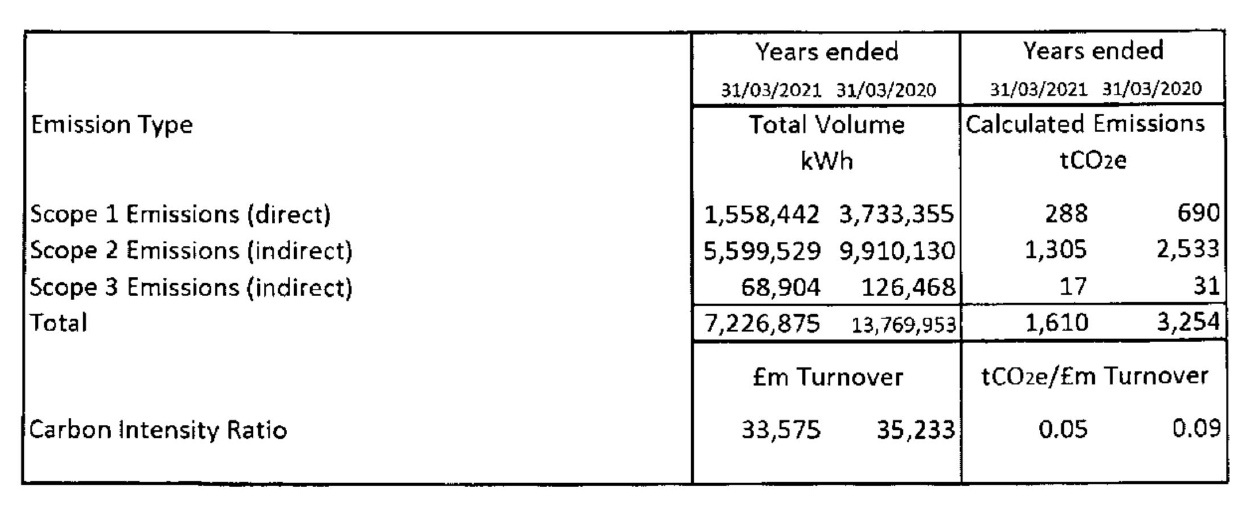 Years ended Years ended
31/03/2021 31/03/2020 31/03/2021 31/03/2020
Emission Type Total Volume Calculated Emissions
kWh tCO2e
Scope 1 Emissions (direct) 1,558,442 3,733,355 288 690
Scope 2 Emissions (indirect) 5,599,529 9,910,130 1,305 2,533
Scope 3 Emissions (indirect) 68,904 126,468 17 31
Total 7,226,875 13,769,953 1,610 3,254
£m Turnover tCO2e/£m Turnover
Carbon Intensity Ratio 33,575 35,233 0.05 0.09